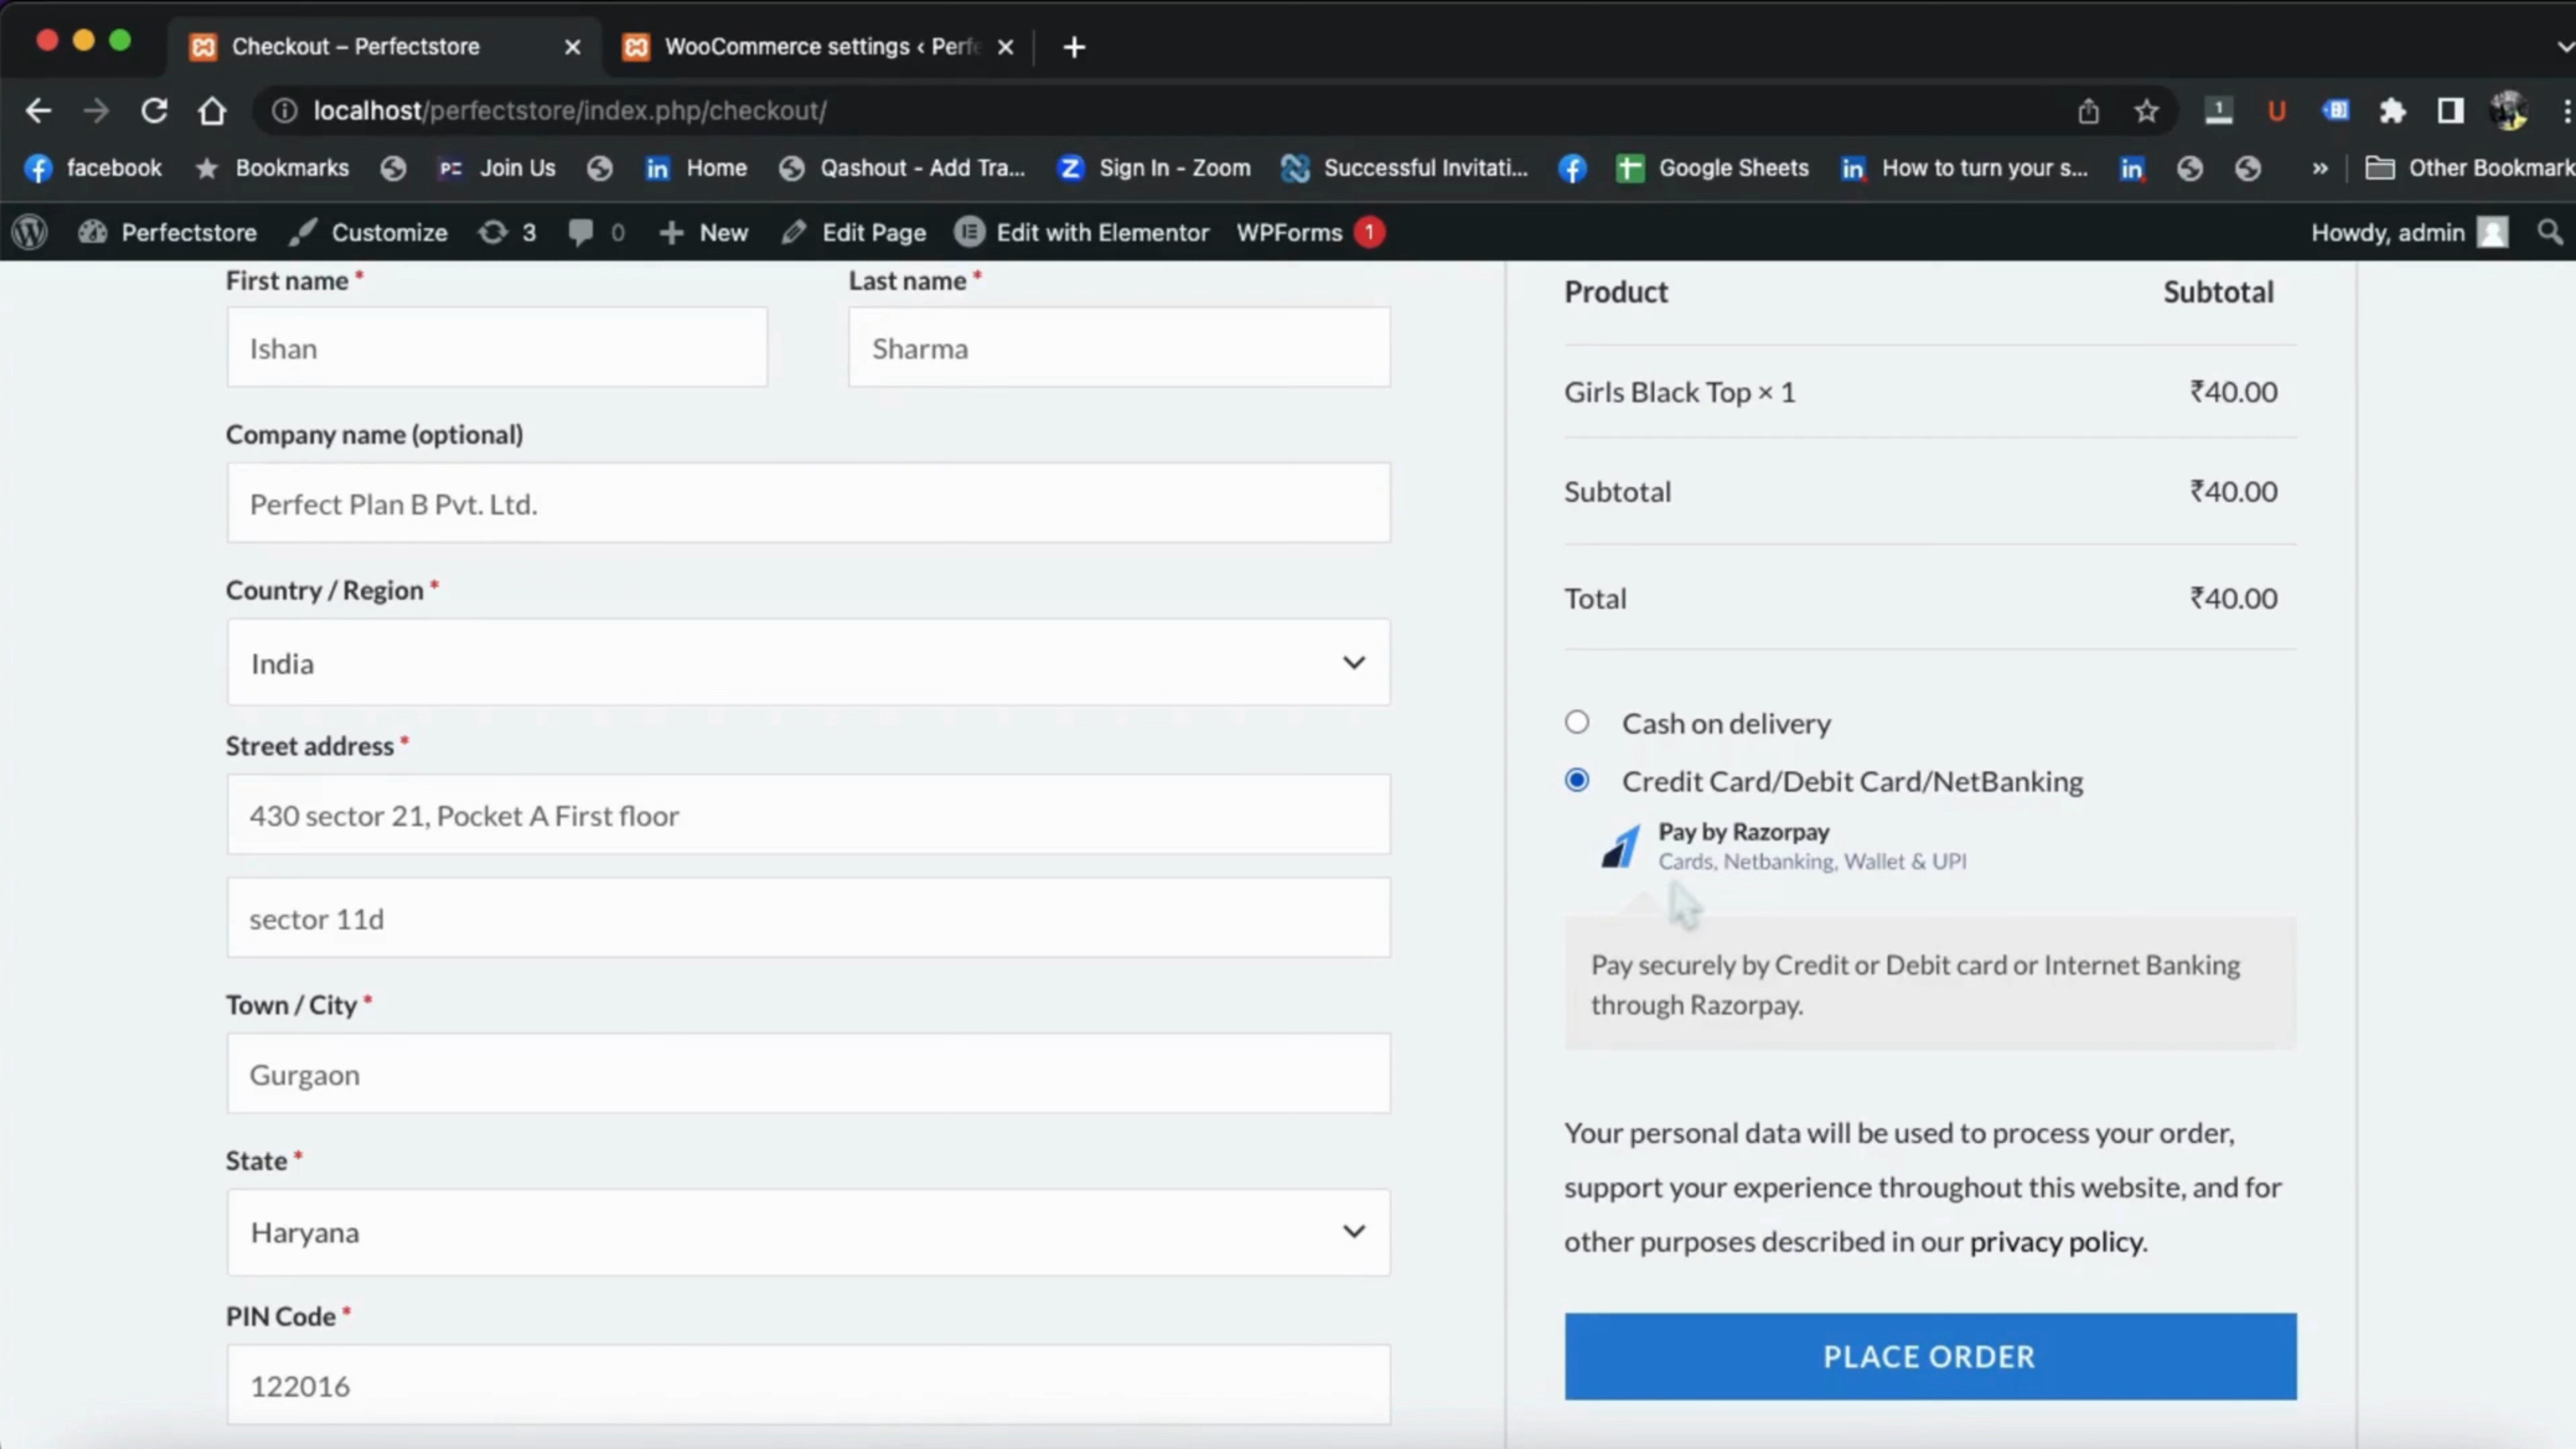 Checkout – Perfectstore
WooCommerce settings ‹ Perfe
localhost/perfectstore/index.php/checkout/
facebook Bookmarks Join Us Home Qashout - Add Tra... Sign In - Zoom Successful Invitati... Google Sheets How to turn your s... » Other Bookmark
Perfectstore Customize 3 0 New Edit Page Edit with Elementor WPForms 1 Howdy, admin
First name *
Last name *
Ishan
Sharma
Company name (optional)
Perfect Plan B Pvt. Ltd.
Country / Region *
India
Street address *
430 sector 21, Pocket A First floor
sector 11d
Town / City *
Gurgaon
State *
Haryana
PIN Code *
122016
Product Subtotal
Girls Black Top × 1 ₹40.00
Subtotal ₹40.00
Total ₹40.00
Cash on delivery
Credit Card/Debit Card/NetBanking
Pay by Razorpay
Cards, Netbanking, Wallet & UPI
Pay securely by Credit or Debit card or Internet Banking
through Razorpay.
Your personal data will be used to process your order,
support your experience throughout this website, and for
other purposes described in our privacy policy.
PLACE ORDER